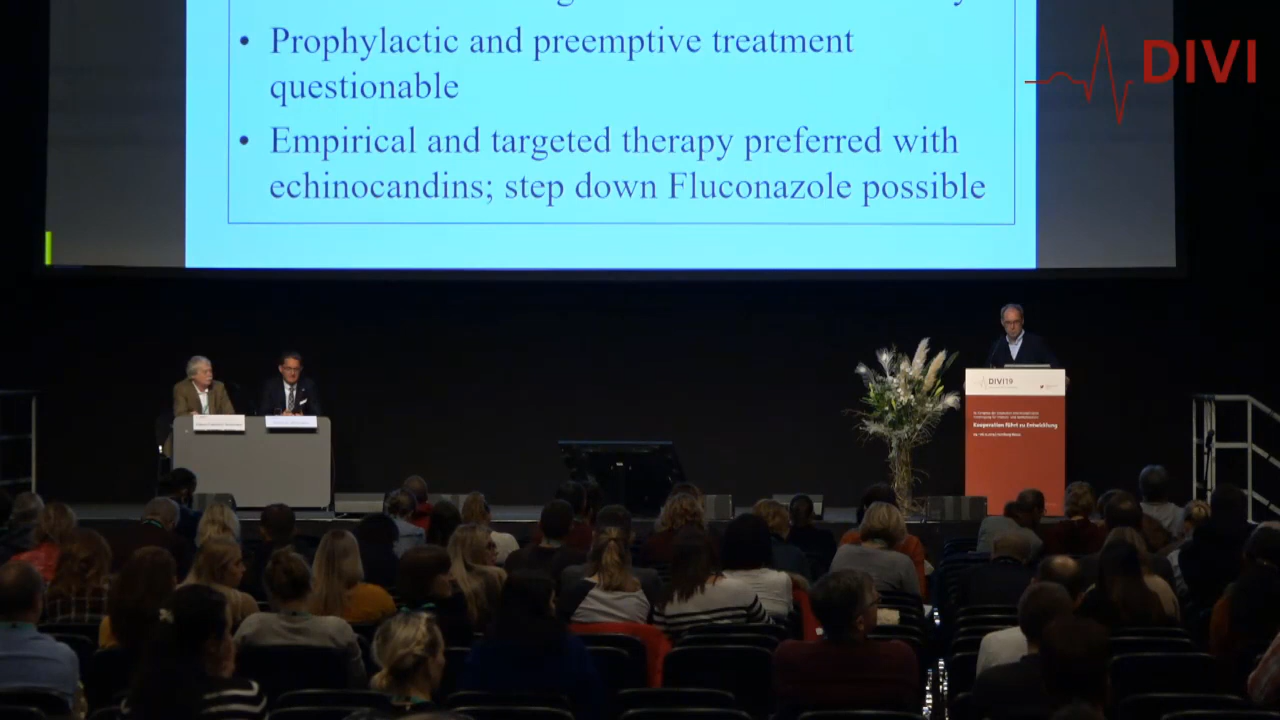 • Prophylactic and preemptive treatment
questionable
• Empirical and targeted therapy preferred with
echinocandins; step down Fluconazole possible
DIVI
DIVI19
Kooperation führt zu Entwicklung